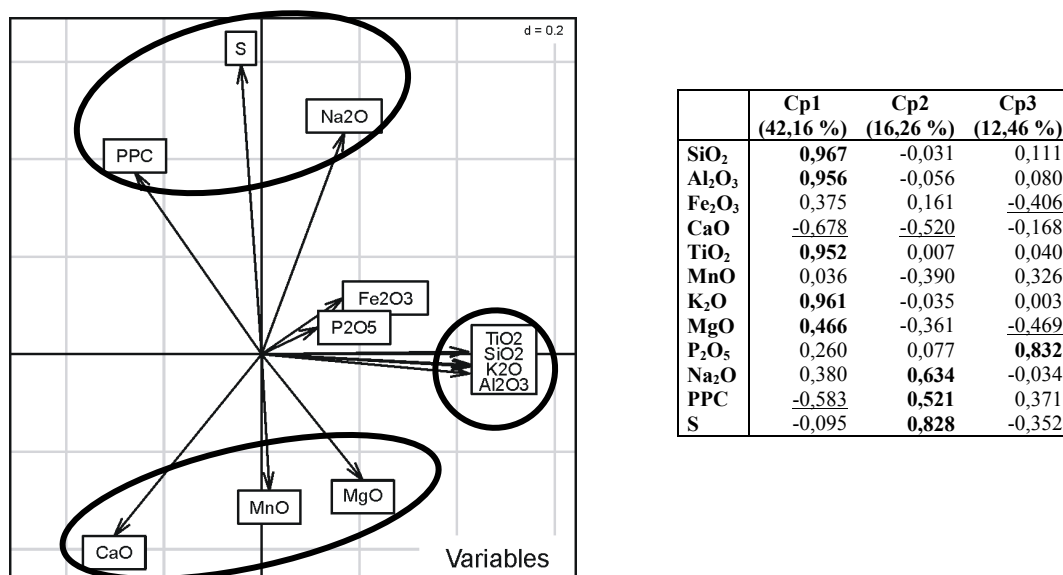 d = 0.2
S
Na2O
PPC
Fe2O3
P2O5
TiO2
SiO2
K2O
Al2O3
MgO
MnO
CaO
Variables
Cp1 Cp2 Cp3
(42,16 %) (16,26 %) (12,46 %)
SiO₂ 0,967 -0,031 0,111
Al₂O₃ 0,956 -0,056 0,080
Fe₂O₃ 0,375 0,161 -0,406
CaO -0,678 -0,520 -0,168
TiO₂ 0,952 0,007 0,040
MnO 0,036 -0,390 0,326
K₂O 0,961 -0,035 0,003
MgO 0,466 -0,361 -0,469
P₂O₅ 0,260 0,077 0,832
Na₂O 0,380 0,634 -0,034
PPC -0,583 0,521 0,371
S -0,095 0,828 -0,352